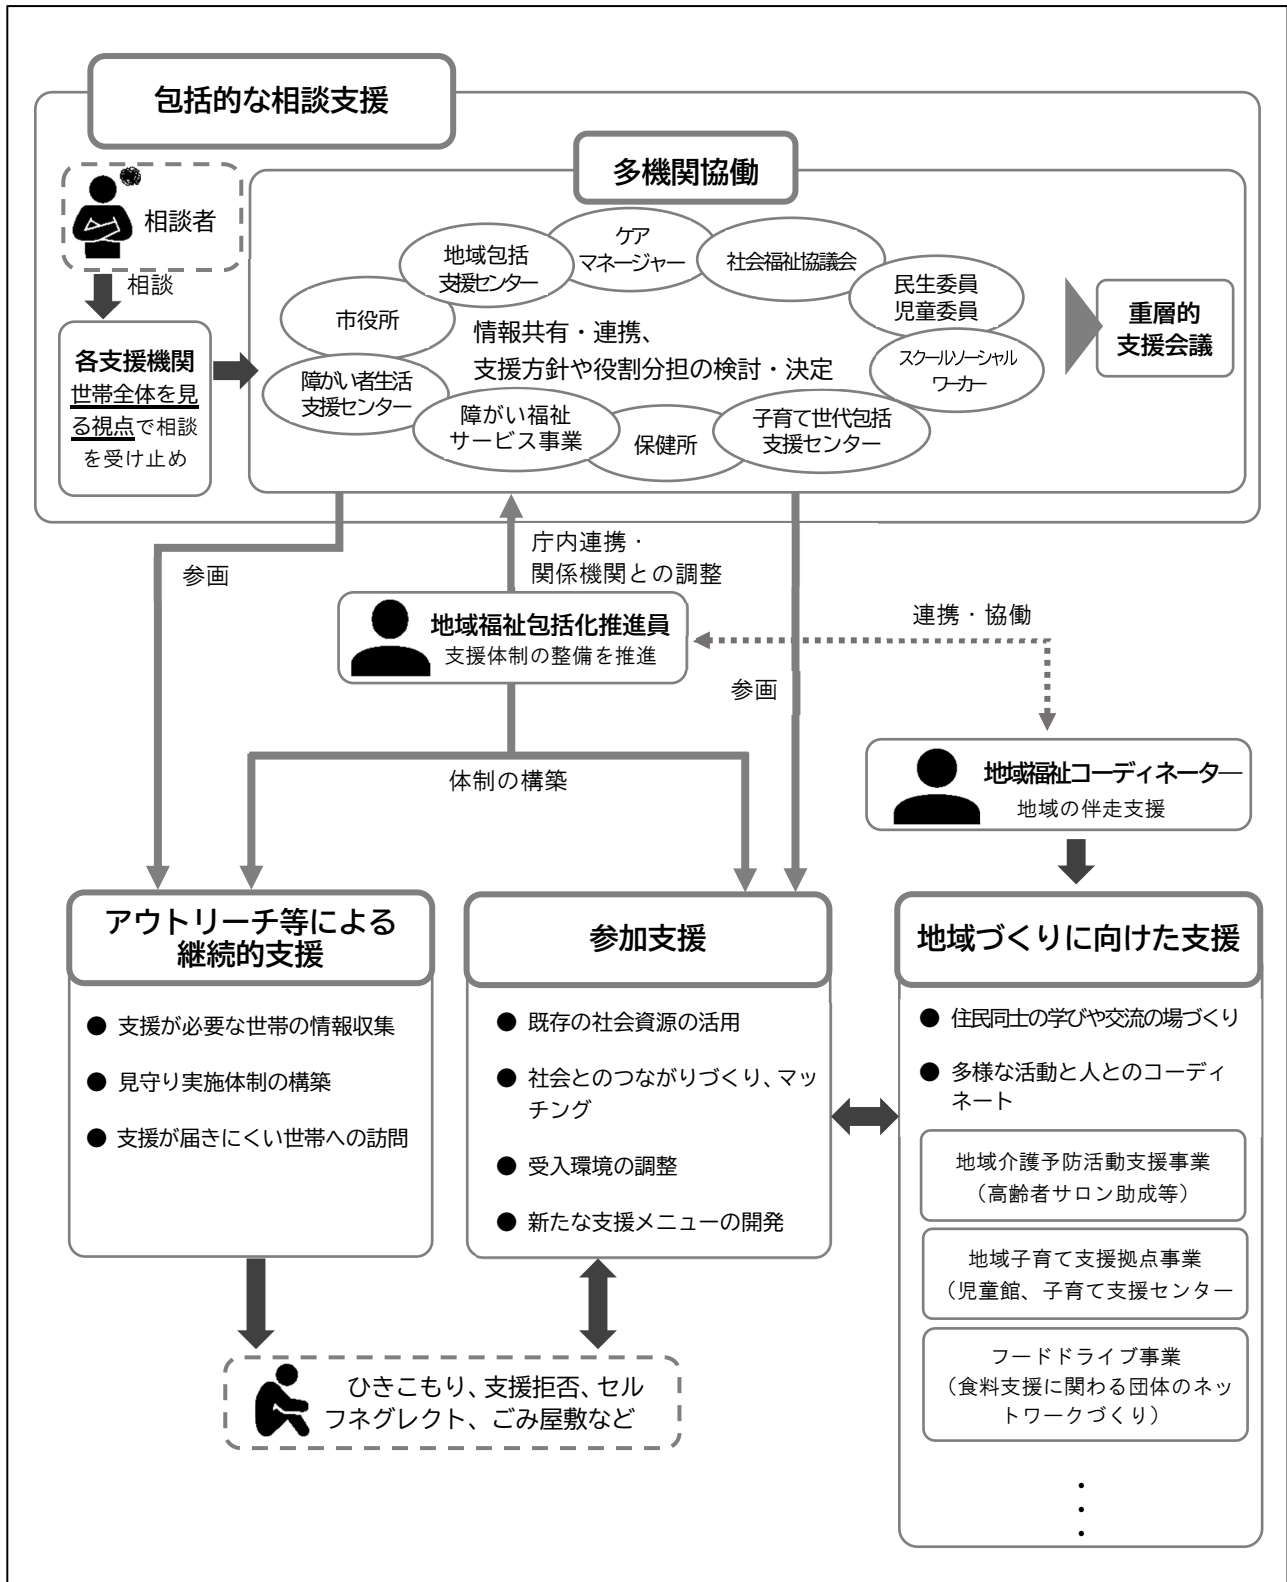 包括的な相談支援
多機関協働
相談者
相談
各支援機関
世帯全体を見
る視点で相談
を受け止め
地域包括
支援センター
ケア
マネージャー
社会福祉協議会
民生委員
児童委員
市役所
情報共有・連携、
支援方針や役割分担の検討・決定
スクールソーシャル
ワーカー
障がい者生活
支援センター
障がい福祉
サービス事業
保健所
子育て世代包括
支援センター
重層的
支援会議
参画
庁内連携・
関係機関との調整
地域福祉包括化推進員
支援体制の整備を推進
連携・協働
参画
体制の構築
地域福祉コーディネーター
地域の伴走支援
アウトリーチ等による
継続的支援
● 支援が必要な世帯の情報収集
● 見守り実施体制の構築
● 支援が届きにくい世帯への訪問
参加支援
● 既存の社会資源の活用
● 社会とのつながりづくり、マッ
チング
● 受入環境の調整
● 新たな支援メニューの開発
地域づくりに向けた支援
● 住民同士の学びや交流の場づくり
● 多様な活動と人とのコーディ
ネート
地域介護予防活動支援事業
（高齢者サロン助成等）
地域子育て支援拠点事業
（児童館、子育て支援センター
フードドライブ事業
（食料支援に関わる団体のネッ
トワークづくり）
・
・
・
ひきこもり、支援拒否、セル
フネグレクト、ごみ屋敷など